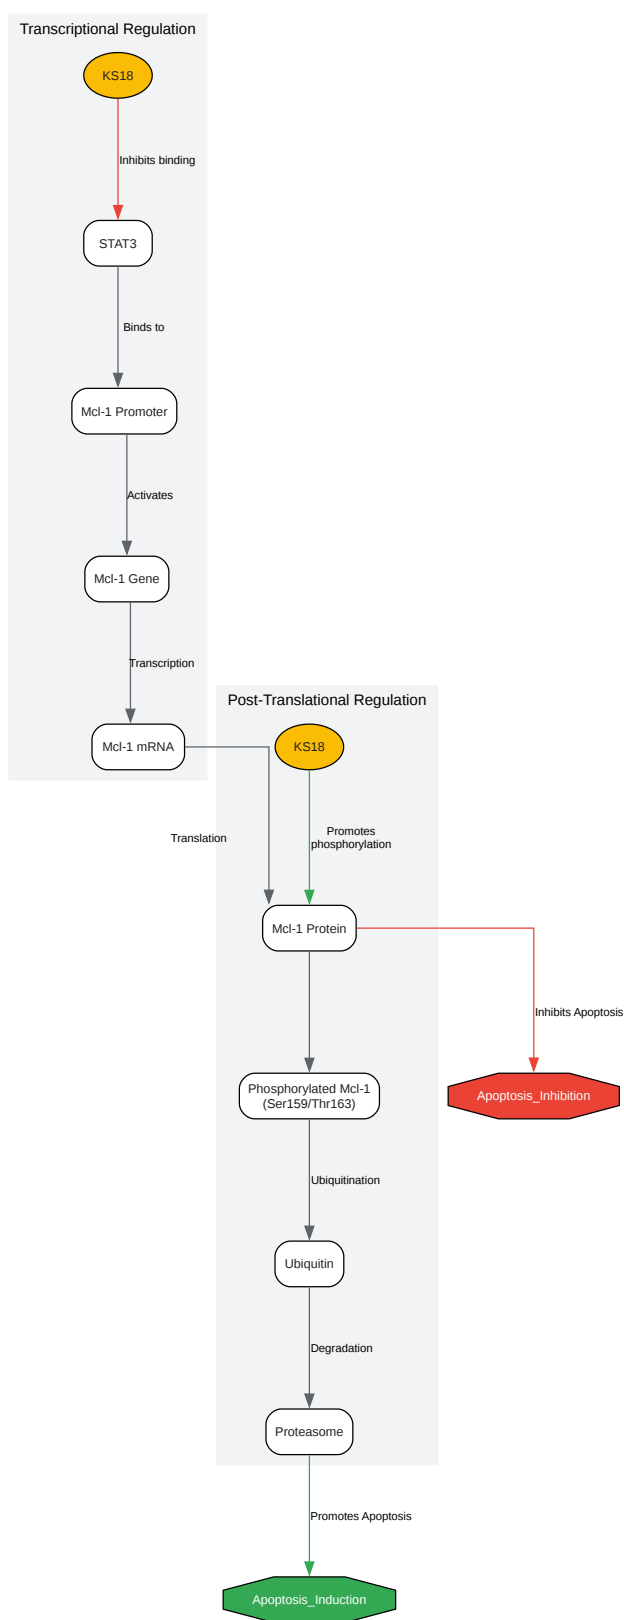 Transcriptional Regulation
KS18
Inhibits binding
STAT3
Binds to
Mcl-1 Promoter
Activates
Mcl-1 Gene
Transcription
Mcl-1 mRNA
Post-Translational Regulation
KS18
Translation
Promotes
phosphorylation
Mcl-1 Protein
Inhibits Apoptosis
Phosphorylated Mcl-1
(Ser159/Thr163)
Apoptosis_Inhibition
Ubiquitination
Ubiquitin
Degradation
Proteasome
Promotes Apoptosis
Apoptosis_Induction